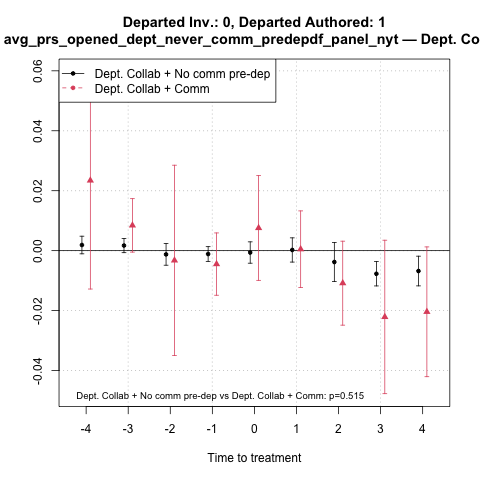 Departed Inv.: 0, Departed Authored: 1
avg_prs_opened_dept_never_comm_predepdf_panel_nyt — Dept. Co
Dept. Collab + No comm pre-dep
Dept. Collab + Comm
0.06
0.04
0.02
0.00
-0.02
-0.04
Dept. Collab + No comm pre-dep vs Dept. Collab + Comm: p=0.515
-4 -3 -2 -1 0 1 2 3 4
Time to treatment